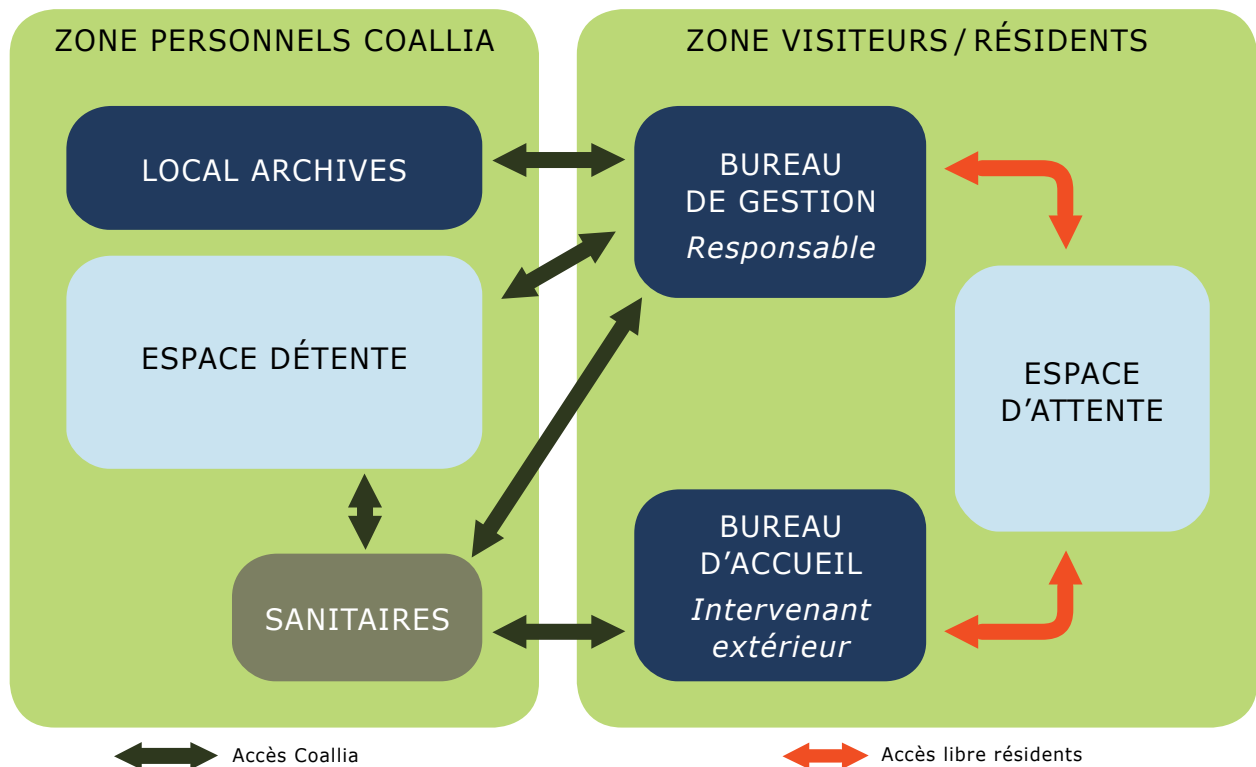 ZONE PERSONNELS COALLIA
LOCAL ARCHIVES
ESPACE DÉTENTE
SANITAIRES
ZONE VISITEURS / RÉSIDENTS
BUREAU
DE GESTION
Responsable
ESPACE
D’ATTENTE
BUREAU
D’ACCUEIL
Intervenant
extérieur
Accès Coallia
Accès libre résidents